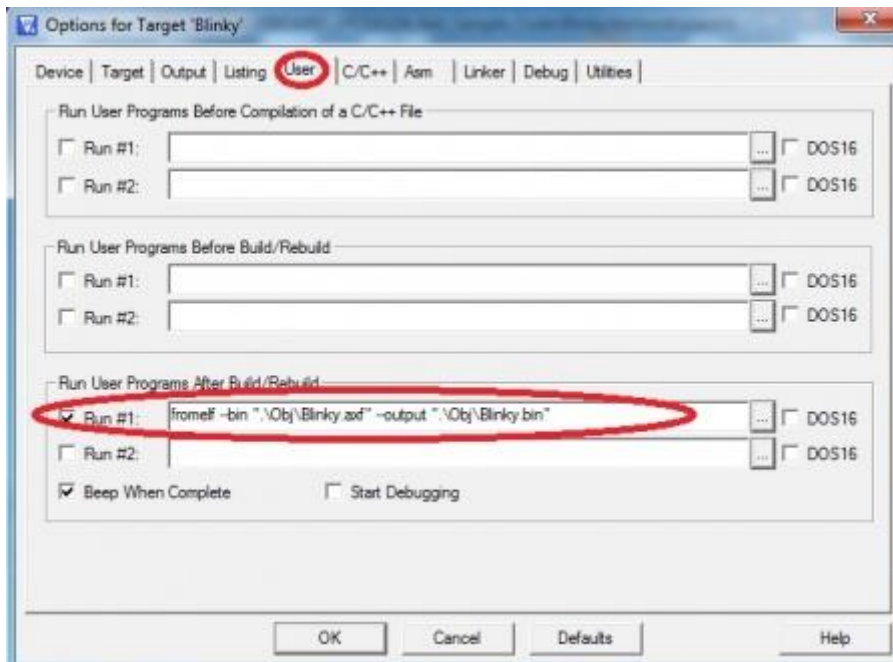 Options for Target 'Blinky'
Device | Target | Output | Listing | User | C/C++ | Asm | Linker | Debug | Utilities |
Run User Programs Before Compilation of a C/C++ File
Run #1: ... DOS16
Run #2: ... DOS16
Run User Programs Before Build/Rebuild
Run #1: ... DOS16
Run #2: ... DOS16
Run User Programs After Build/Rebuild
Run #1: fromelf --bin ".\Obj\Blinky.axf" --output ".\Obj\Blinky.bin" ... DOS16
Run #2: ... DOS16
Beep When Complete Start Debugging
OK Cancel Defaults Help